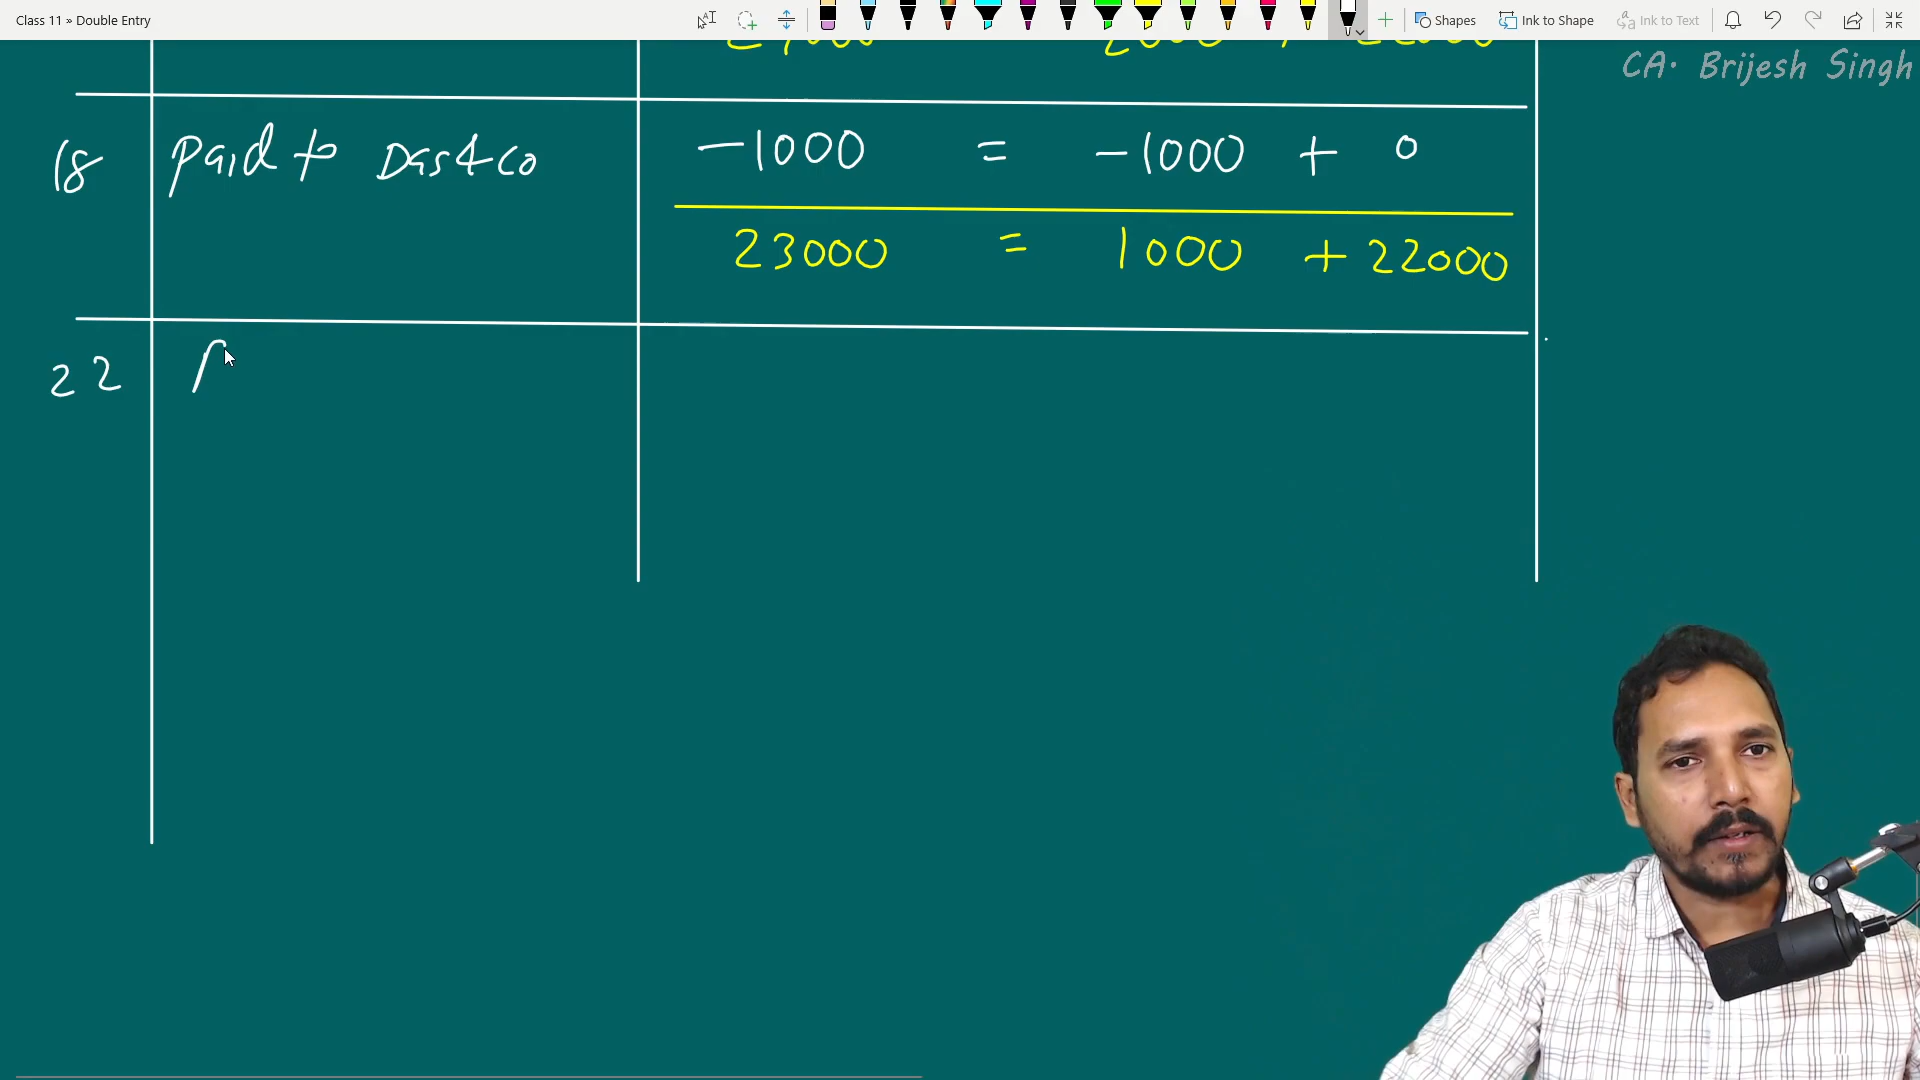 Class 11 » Double Entry
Shapes
Ink to Shape
Ink to Text
CA. Brijesh Singh
18 Paid to Das & Co -1000 = -1000 + 0
23000 = 1000 + 22000
22